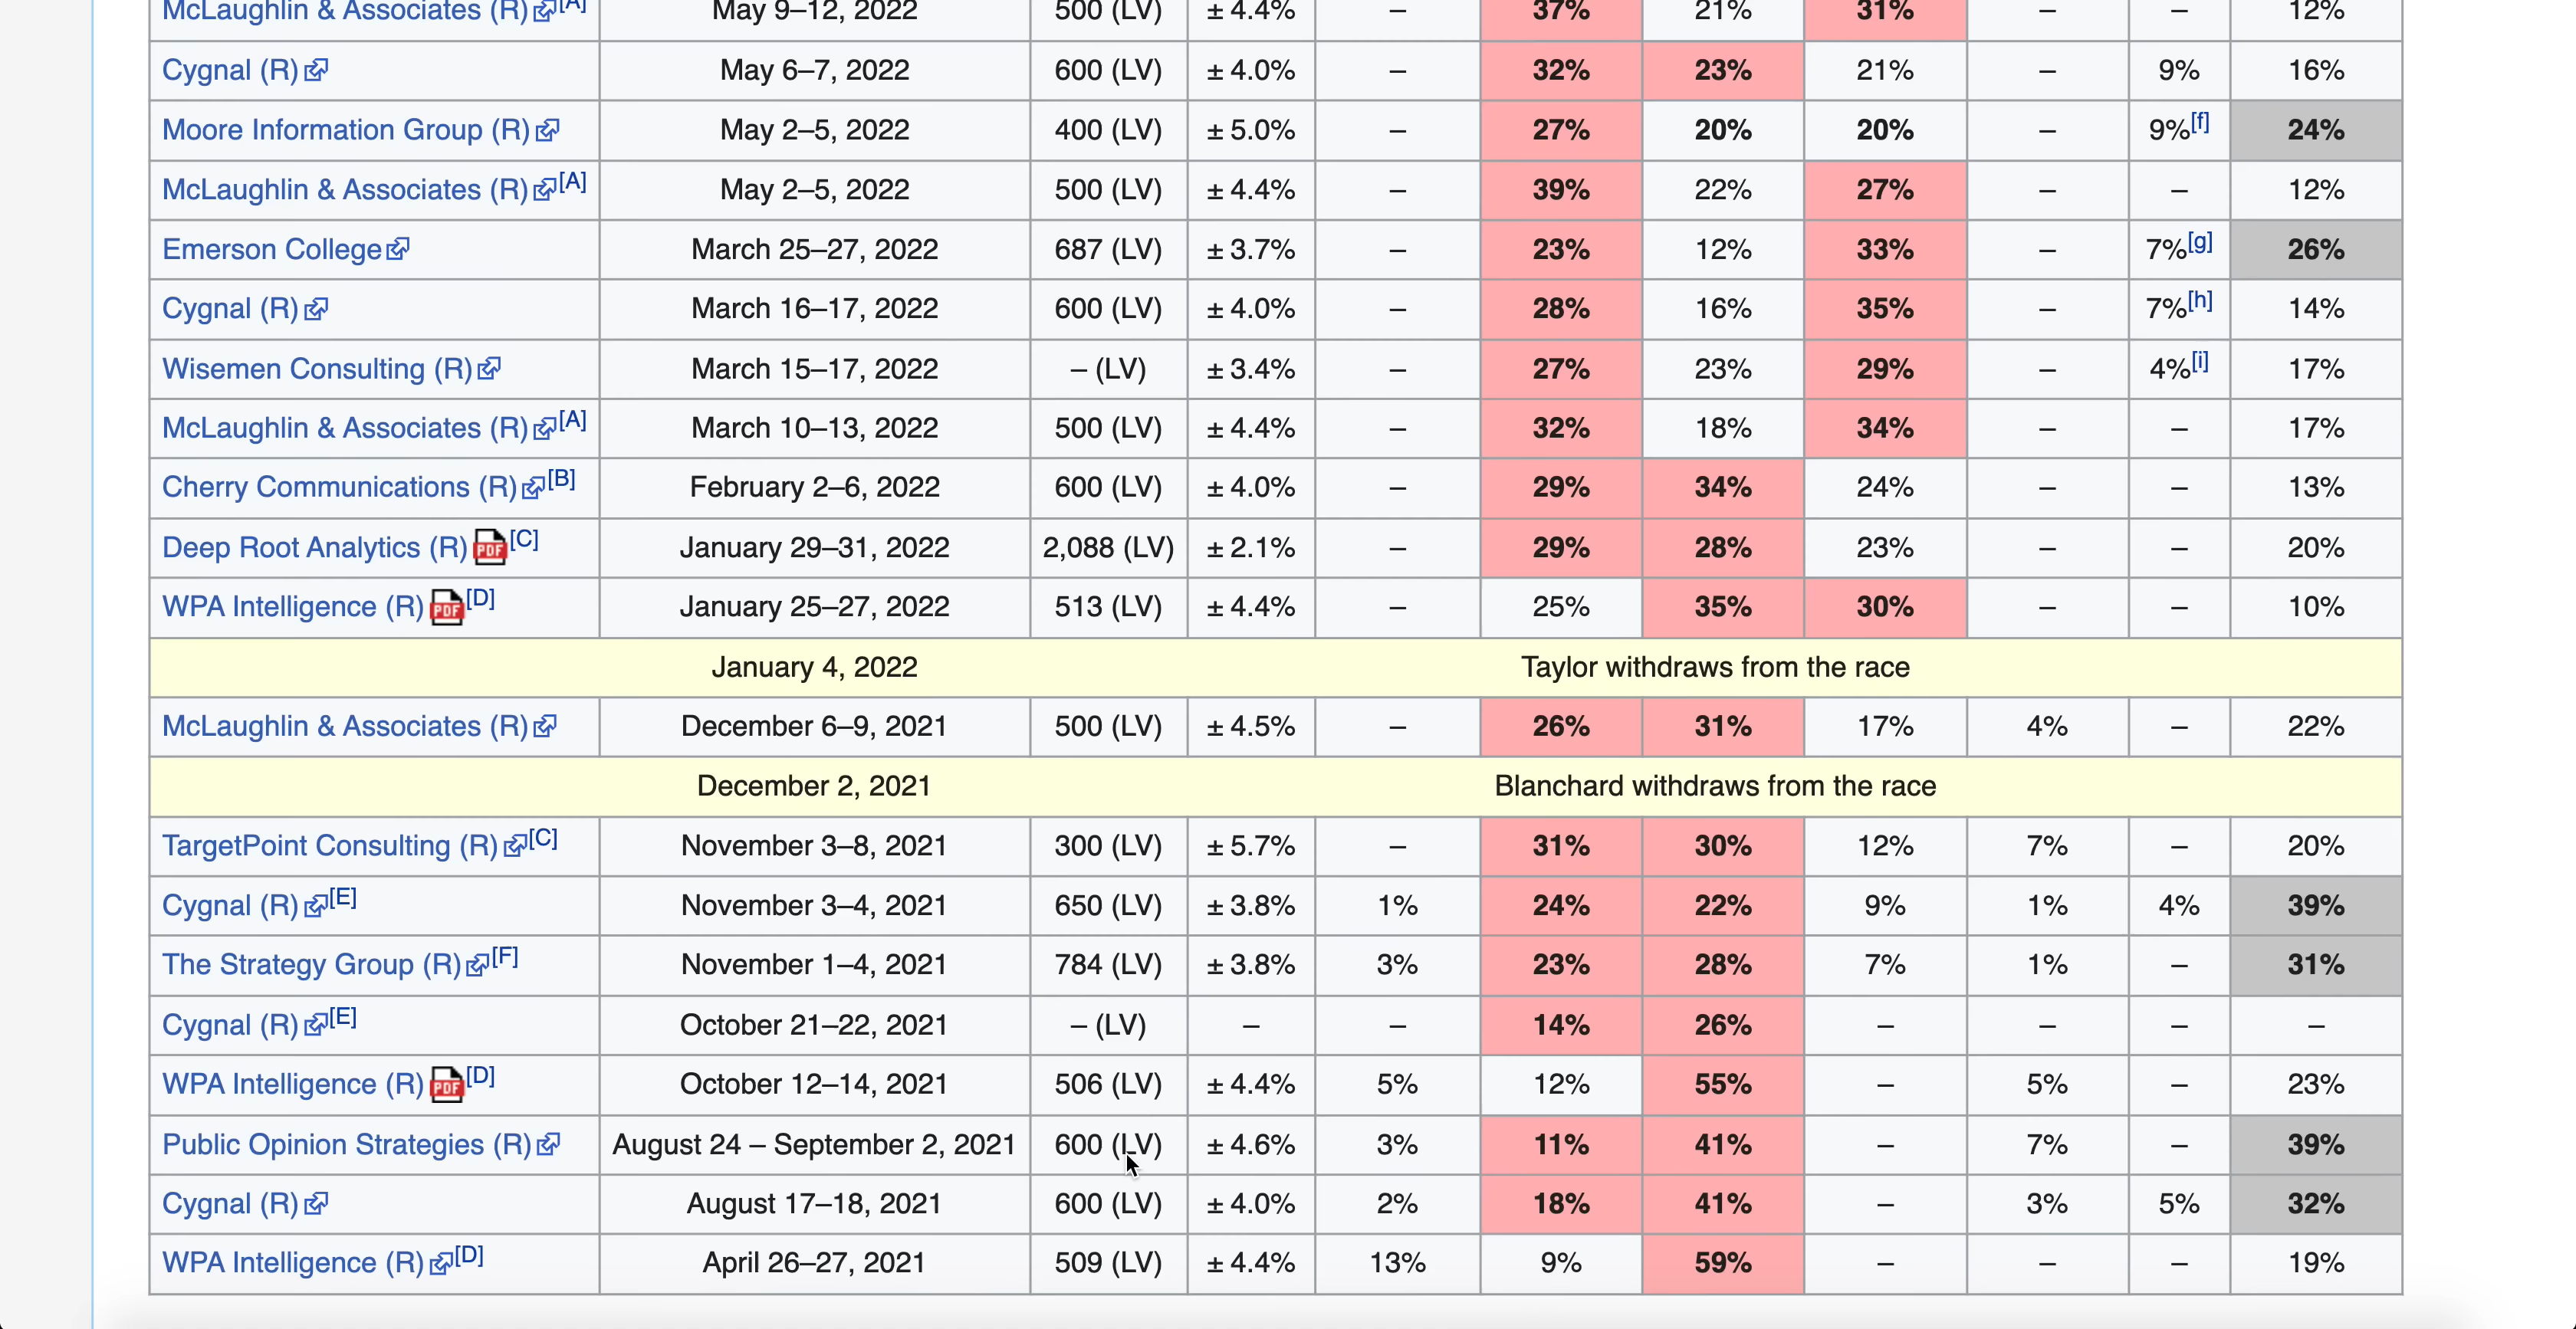 McLaughlin & Associates (R) [A] May 9–12, 2022 500 (LV) ± 4.4% – 37% 21% 31% – – 12%
Cygnal (R) May 6–7, 2022 600 (LV) ± 4.0% – 32% 23% 21% – 9% 16%
Moore Information Group (R) May 2–5, 2022 400 (LV) ± 5.0% – 27% 20% 20% – 9%[f] 24%
McLaughlin & Associates (R) [A] May 2–5, 2022 500 (LV) ± 4.4% – 39% 22% 27% – – 12%
Emerson College March 25–27, 2022 687 (LV) ± 3.7% – 23% 12% 33% – 7%[g] 26%
Cygnal (R) March 16–17, 2022 600 (LV) ± 4.0% – 28% 16% 35% – 7%[h] 14%
Wisemen Consulting (R) March 15–17, 2022 – (LV) ± 3.4% – 27% 23% 29% – 4%[i] 17%
McLaughlin & Associates (R) [A] March 10–13, 2022 500 (LV) ± 4.4% – 32% 18% 34% – – 17%
Cherry Communications (R) [B] February 2–6, 2022 600 (LV) ± 4.0% – 29% 34% 24% – – 13%
Deep Root Analytics (R) PDF [C] January 29–31, 2022 2,088 (LV) ± 2.1% – 29% 28% 23% – – 20%
WPA Intelligence (R) PDF [D] January 25–27, 2022 513 (LV) ± 4.4% – 25% 35% 30% – – 10%
January 4, 2022 Taylor withdraws from the race
McLaughlin & Associates (R) December 6–9, 2021 500 (LV) ± 4.5% – 26% 31% 17% 4% – 22%
December 2, 2021 Blanchard withdraws from the race
TargetPoint Consulting (R) [C] November 3–8, 2021 300 (LV) ± 5.7% – 31% 30% 12% 7% – 20%
Cygnal (R) [E] November 3–4, 2021 650 (LV) ± 3.8% 1% 24% 22% 9% 1% 4% 39%
The Strategy Group (R) [F] November 1–4, 2021 784 (LV) ± 3.8% 3% 23% 28% 7% 1% – 31%
Cygnal (R) [E] October 21–22, 2021 – (LV) – – 14% 26% – – – –
WPA Intelligence (R) PDF [D] October 12–14, 2021 506 (LV) ± 4.4% 5% 12% 55% – 5% – 23%
Public Opinion Strategies (R) August 24 – September 2, 2021 600 (LV) ± 4.6% 3% 11% 41% – 7% – 39%
Cygnal (R) August 17–18, 2021 600 (LV) ± 4.0% 2% 18% 41% – 3% 5% 32%
WPA Intelligence (R) [D] April 26–27, 2021 509 (LV) ± 4.4% 13% 9% 59% – – – 19%